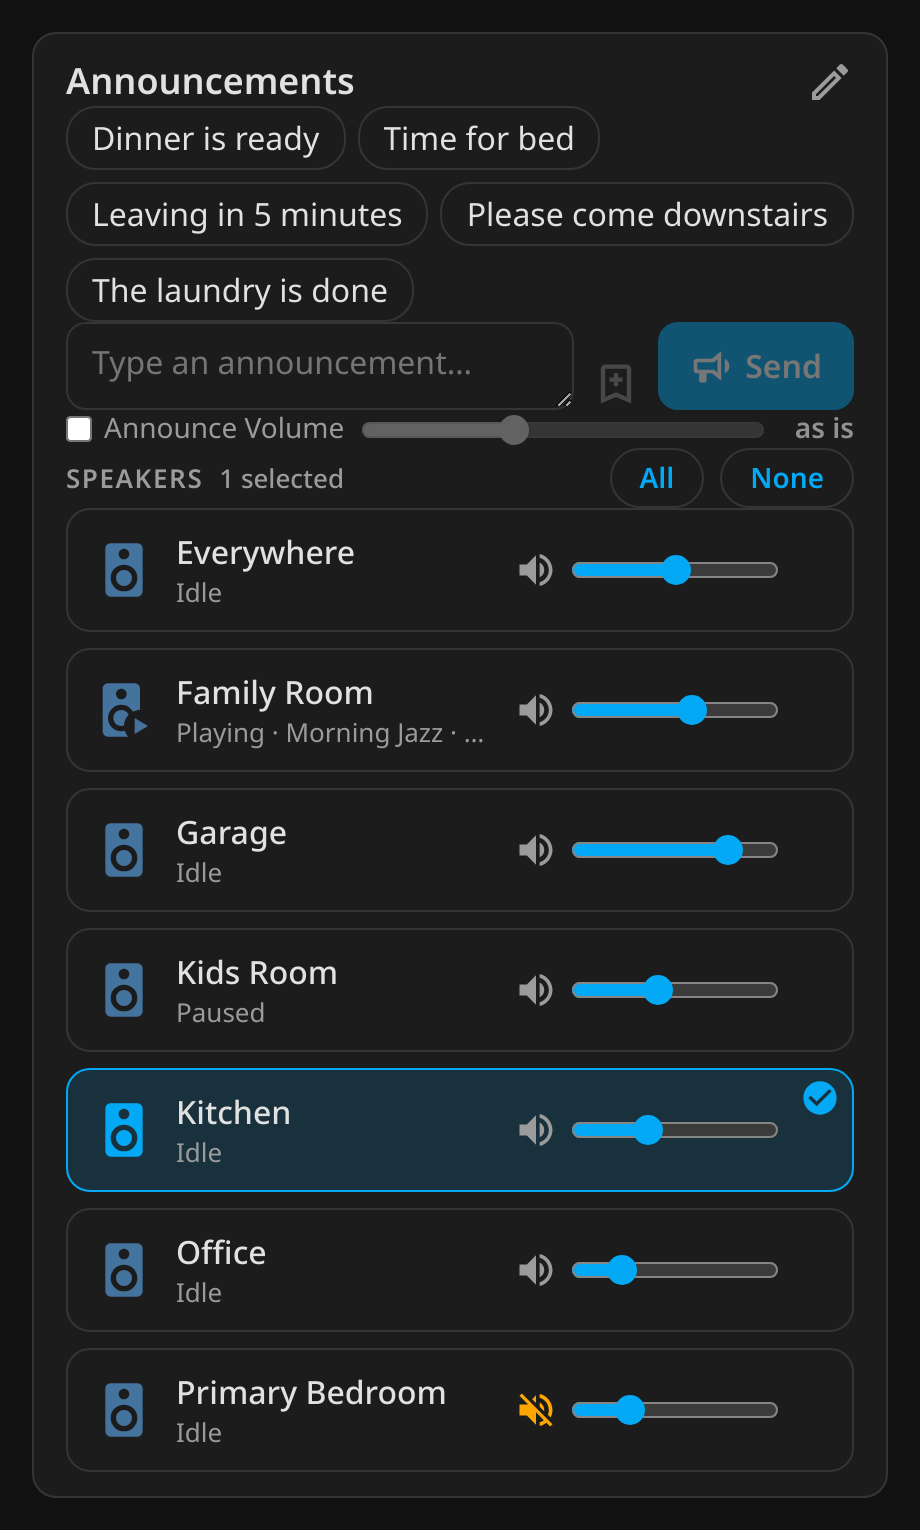 Announcements
Dinner is ready
Time for bed
Leaving in 5 minutes
Please come downstairs
The laundry is done
Type an announcement...
Send
Announce Volume
as is
SPEAKERS 1 selected
All
None
Everywhere
Idle
Family Room
Playing · Morning Jazz · ...
Garage
Idle
Kids Room
Paused
Kitchen
Idle
Office
Idle
Primary Bedroom
Idle